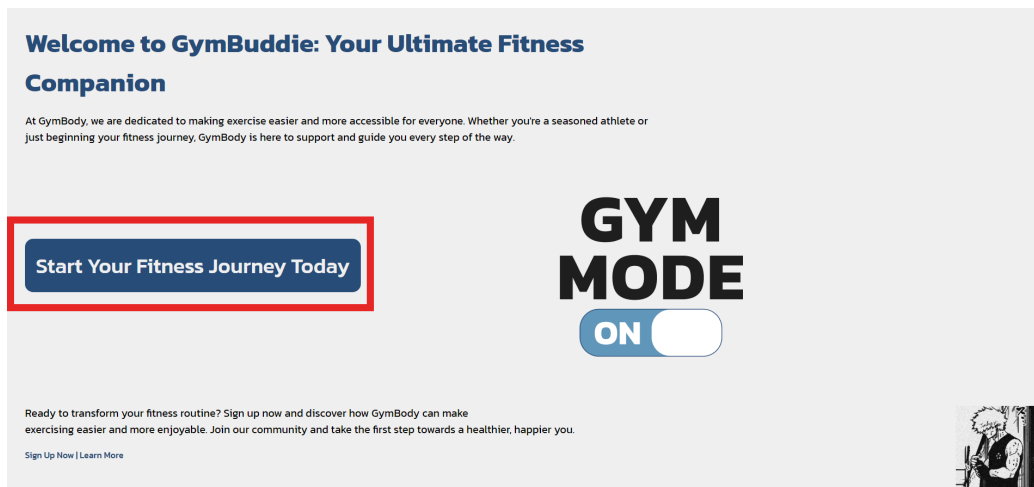 Welcome to GymBuddie: Your Ultimate Fitness
Companion
At GymBody, we are dedicated to making exercise easier and more accessible for everyone. Whether you're a seasoned athlete or
just beginning your fitness journey, GymBody is here to support and guide you every step of the way.
Start Your Fitness Journey Today
GYM
MODE
ON
Ready to transform your fitness routine? Sign up now and discover how GymBody can make
exercising easier and more enjoyable. Join our community and take the first step towards a healthier, happier you.
Sign Up Now | Learn More